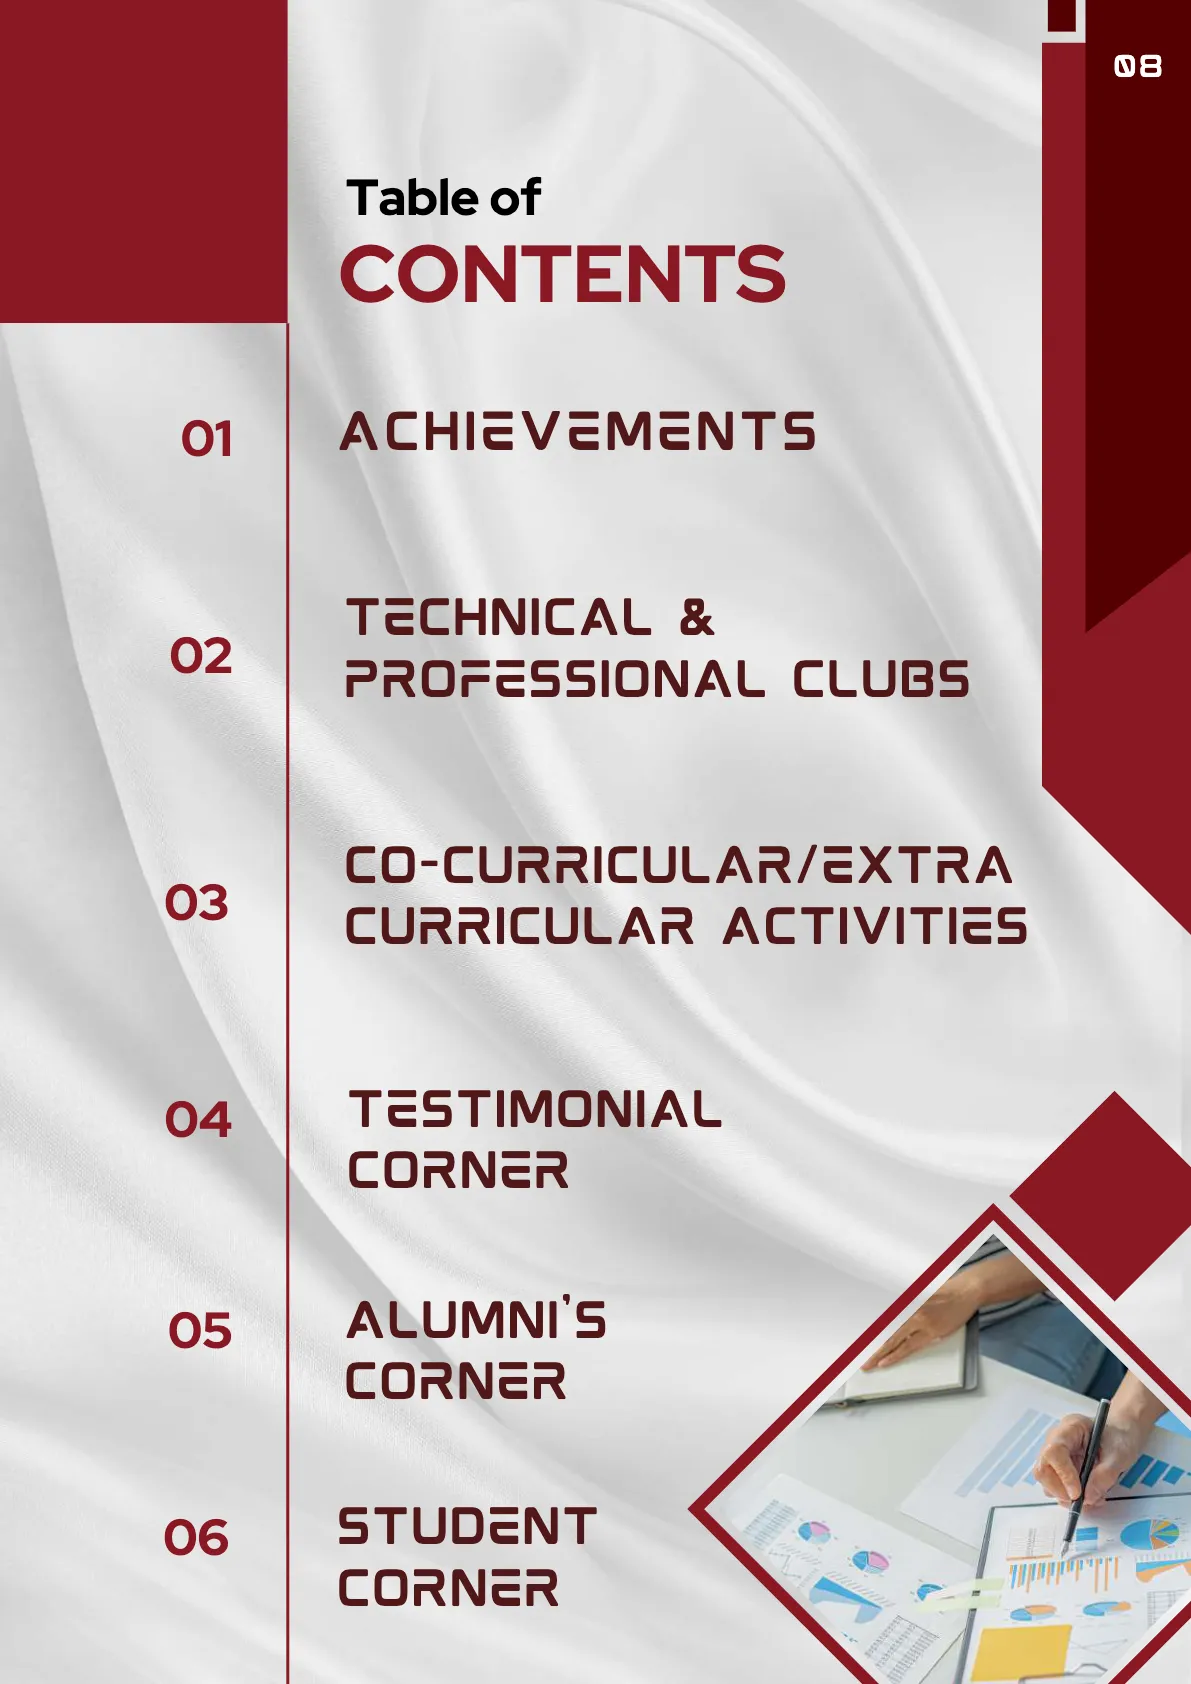 08
Table of
CONTENTS
01
ACHIEVEMENTS
02
TECHNICAL &
PROFESSIONAL CLUBS
03
CO-CURRICULAR/EXTRA
CURRICULAR ACTIVITIES
04
TESTIMONIAL
CORNER
05
ALUMNI'S
CORNER
06
STUDENT
CORNER